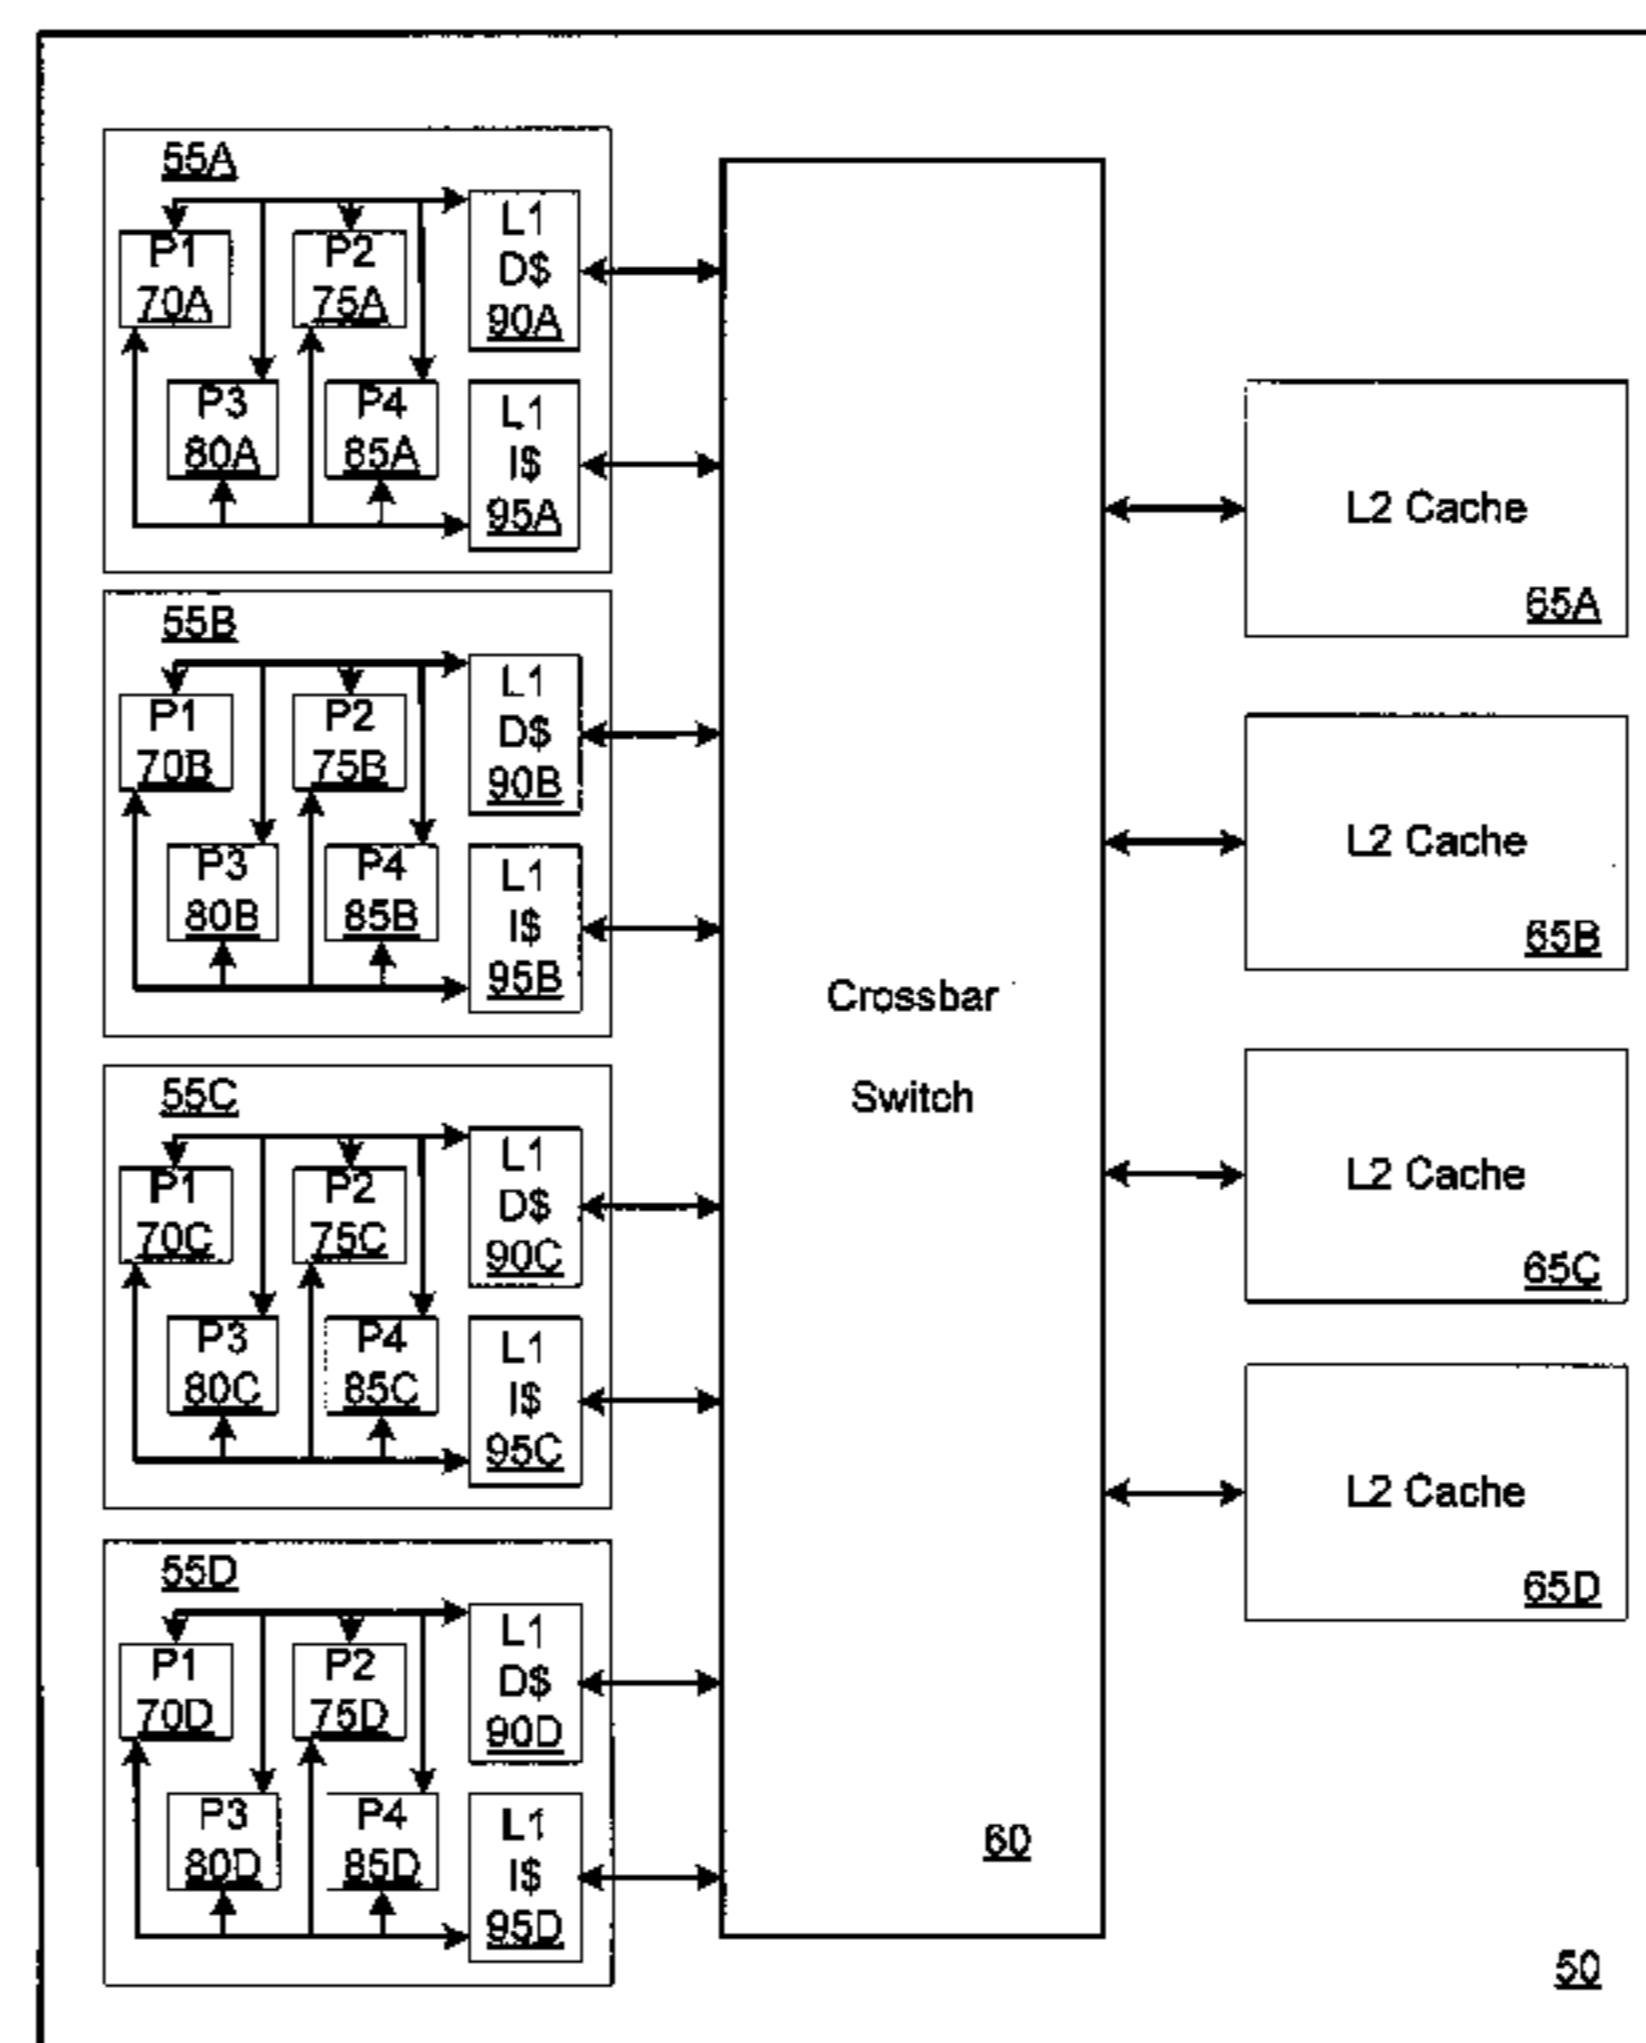 55A
P1
70A
P2
75A
L1
D$
90A
P3
80A
P4
85A
L1
I$
95A
55B
P1
70B
P2
75B
L1
D$
90B
P3
80B
P4
85B
L1
I$
95B
55C
P1
70C
P2
75C
L1
D$
90C
P3
80C
P4
85C
L1
I$
95C
55D
P1
70D
P2
75D
L1
D$
90D
P3
80D
P4
85D
L1
I$
95D
Crossbar
Switch
60
L2 Cache
65A
L2 Cache
65B
L2 Cache
65C
L2 Cache
65D
50